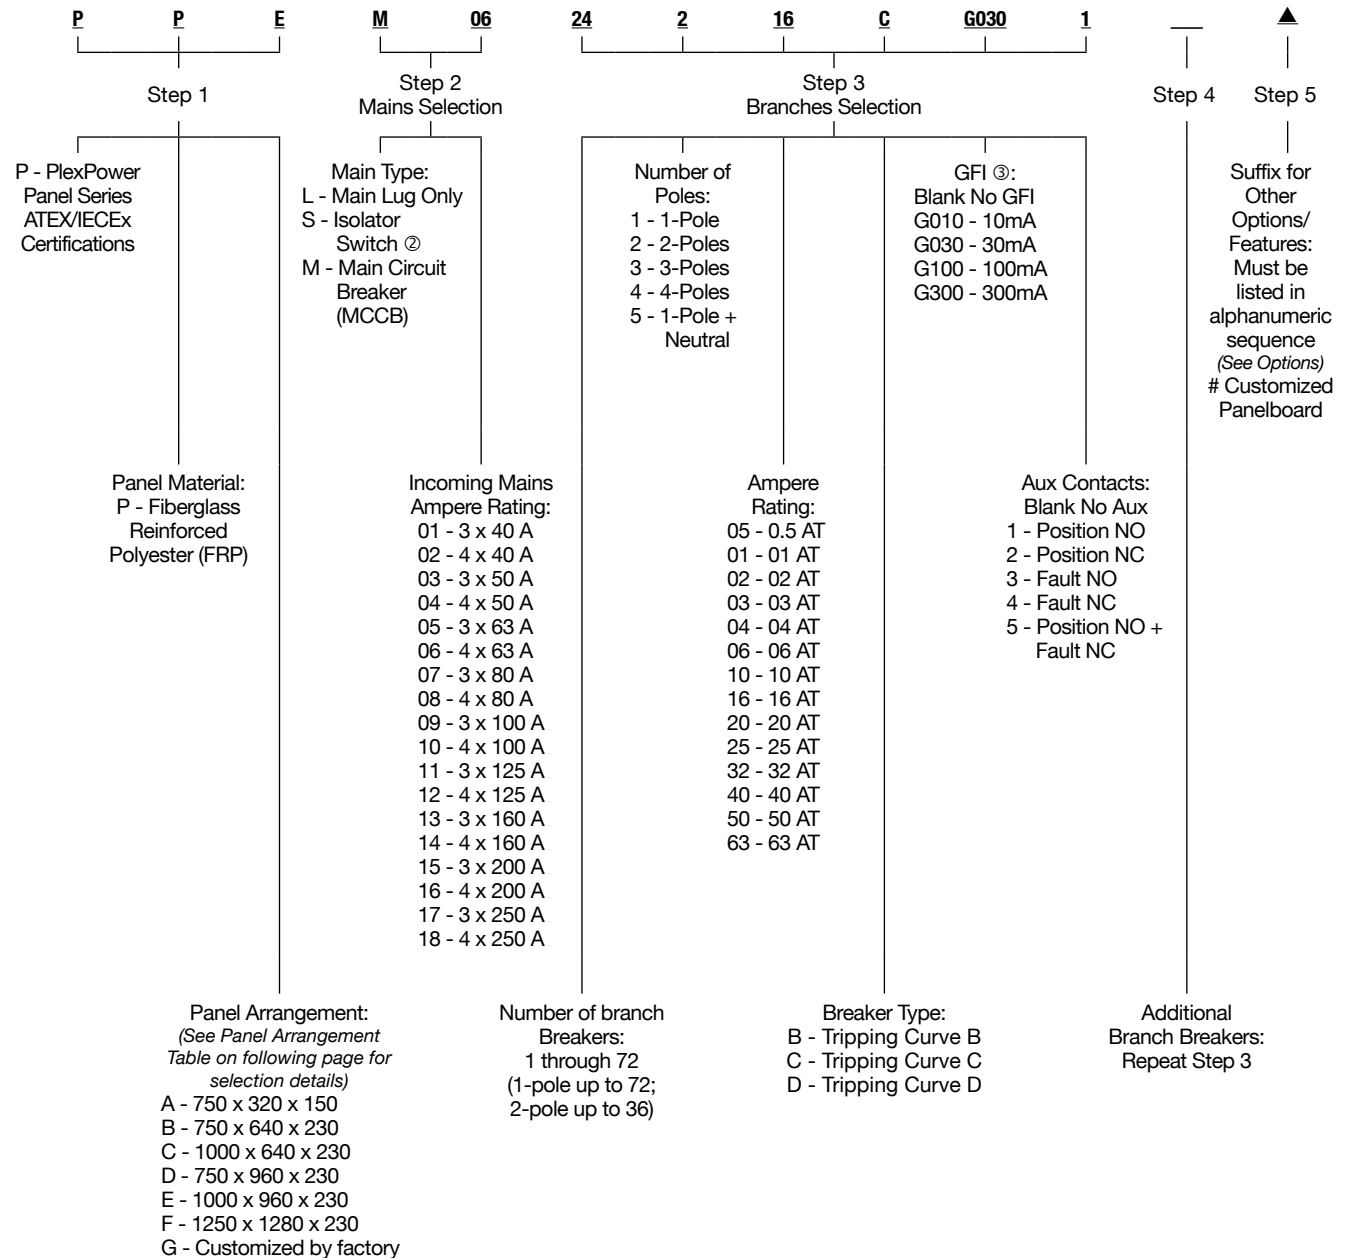 P P E M 06 24 2 16 C G030 1 __ ▲
Step 1
Step 2
Mains Selection
Step 3
Branches Selection
Step 4
Step 5
P - PlexPower
Panel Series
ATEX/IECEx
Certifications
Main Type:
L - Main Lug Only
S - Isolator
Switch ②
M - Main Circuit
Breaker
(MCCB)
Number of
Poles:
1 - 1-Pole
2 - 2-Poles
3 - 3-Poles
4 - 4-Poles
5 - 1-Pole +
Neutral
GFI ③:
Blank No GFI
G010 - 10mA
G030 - 30mA
G100 - 100mA
G300 - 300mA
Suffix for
Other
Options/
Features:
Must be
listed in
alphanumeric
sequence
(See Options)
# Customized
Panelboard
Panel Material:
P - Fiberglass
Reinforced
Polyester (FRP)
Incoming Mains
Ampere Rating:
01 - 3 x 40 A
02 - 4 x 40 A
03 - 3 x 50 A
04 - 4 x 50 A
05 - 3 x 63 A
06 - 4 x 63 A
07 - 3 x 80 A
08 - 4 x 80 A
09 - 3 x 100 A
10 - 4 x 100 A
11 - 3 x 125 A
12 - 4 x 125 A
13 - 3 x 160 A
14 - 4 x 160 A
15 - 3 x 200 A
16 - 4 x 200 A
17 - 3 x 250 A
18 - 4 x 250 A
Ampere
Rating:
05 - 0.5 AT
01 - 01 AT
02 - 02 AT
03 - 03 AT
04 - 04 AT
06 - 06 AT
10 - 10 AT
16 - 16 AT
20 - 20 AT
25 - 25 AT
32 - 32 AT
40 - 40 AT
50 - 50 AT
63 - 63 AT
Aux Contacts:
Blank No Aux
1 - Position NO
2 - Position NC
3 - Fault NO
4 - Fault NC
5 - Position NO +
Fault NC
Panel Arrangement:
(See Panel Arrangement
Table on following page for
selection details)
A - 750 x 320 x 150
B - 750 x 640 x 230
C - 1000 x 640 x 230
D - 750 x 960 x 230
E - 1000 x 960 x 230
F - 1250 x 1280 x 230
G - Customized by factory
Number of branch
Breakers:
1 through 72
(1-pole up to 72;
2-pole up to 36)
Breaker Type:
B - Tripping Curve B
C - Tripping Curve C
D - Tripping Curve D
Additional
Branch Breakers:
Repeat Step 3